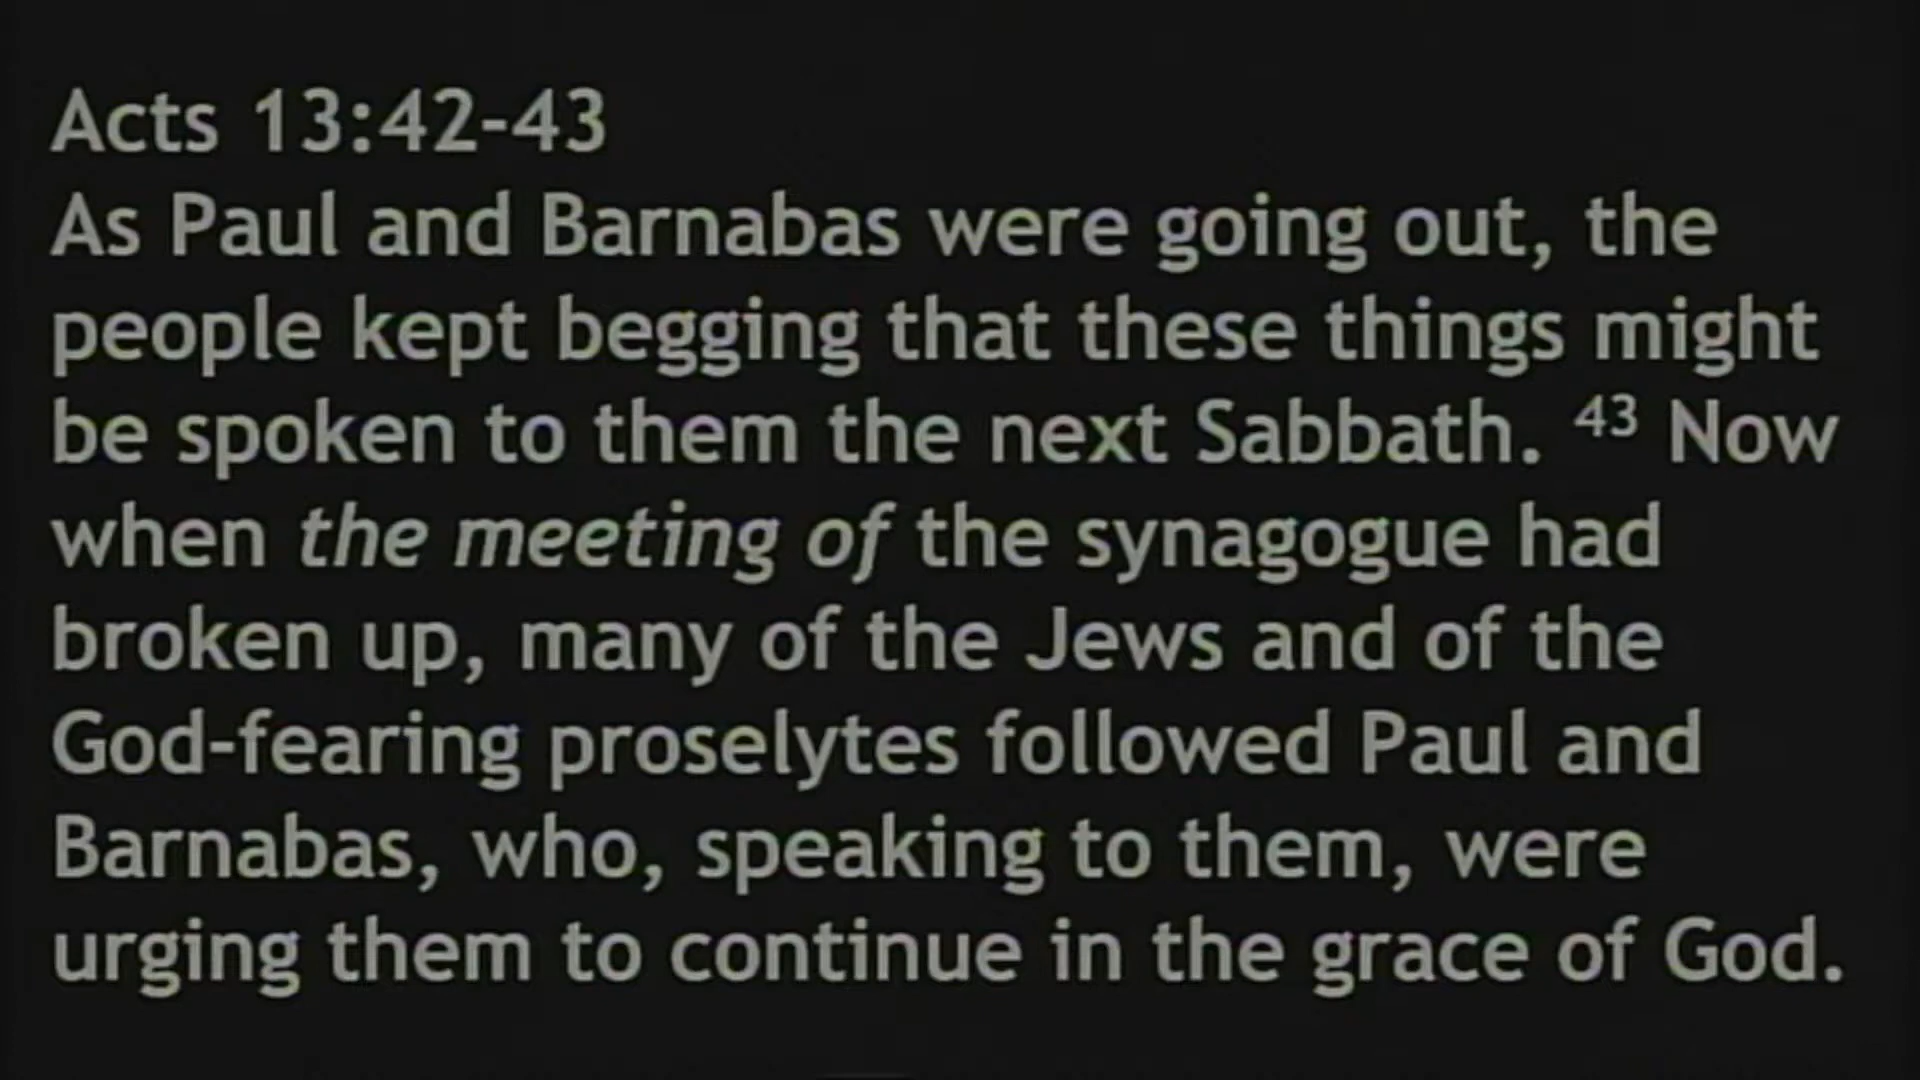 Acts 13:42-43
As Paul and Barnabas were going out, the
people kept begging that these things might
be spoken to them the next Sabbath. 43 Now
when the meeting of the synagogue had
broken up, many of the Jews and of the
God-fearing proselytes followed Paul and
Barnabas, who, speaking to them, were
urging them to continue in the grace of God.